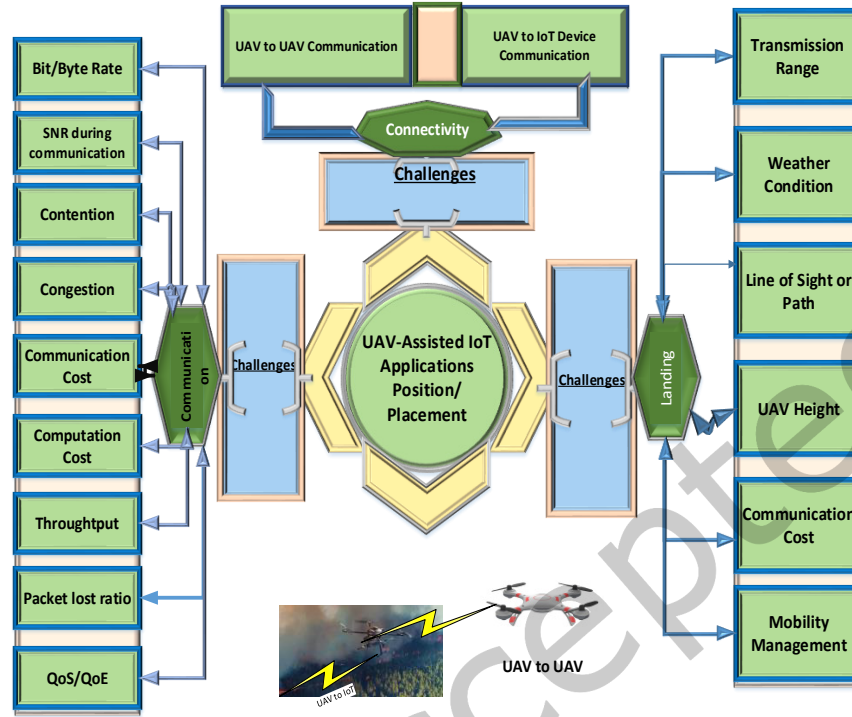 UAV to UAV Communication
UAV to IoT Device
Communication
Connectivity
Challenges
Bit/Byte Rate
SNR during
communication
Contention
Congestion
Communication
Cost
Computation
Cost
Throughtput
Packet lost ratio
QoS/QoE
Communicati
on
Challenges
UAV-Assisted IoT
Applications
Position/
Placement
Challenges
Landing
Transmission
Range
Weather
Condition
Line of Sight or
Path
UAV Height
Communication
Cost
Mobility
Management
UAV to IoT
UAV to UAV
ccepte